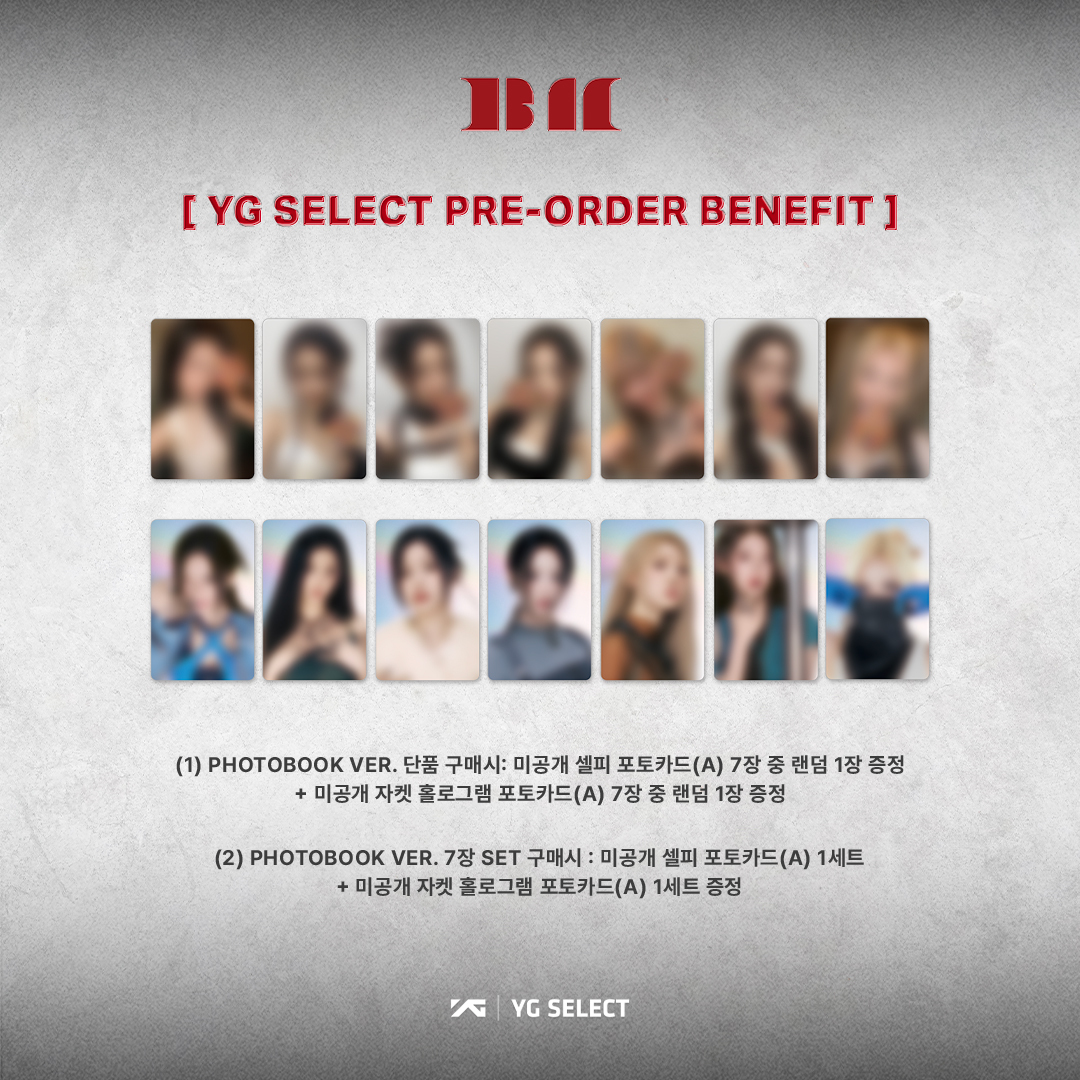 BM
[ YG SELECT PRE-ORDER BENEFIT ]
(1) PHOTOBOOK VER. 단품 구매시: 미공개 셀피 포토카드(A) 7장 중 랜덤 1장 증정
+ 미공개 자켓 홀로그램 포토카드(A) 7장 중 랜덤 1장 증정
(2) PHOTOBOOK VER. 7장 SET 구매시 : 미공개 셀피 포토카드(A) 1세트
+ 미공개 자켓 홀로그램 포토카드(A) 1세트 증정
YG | YG SELECT